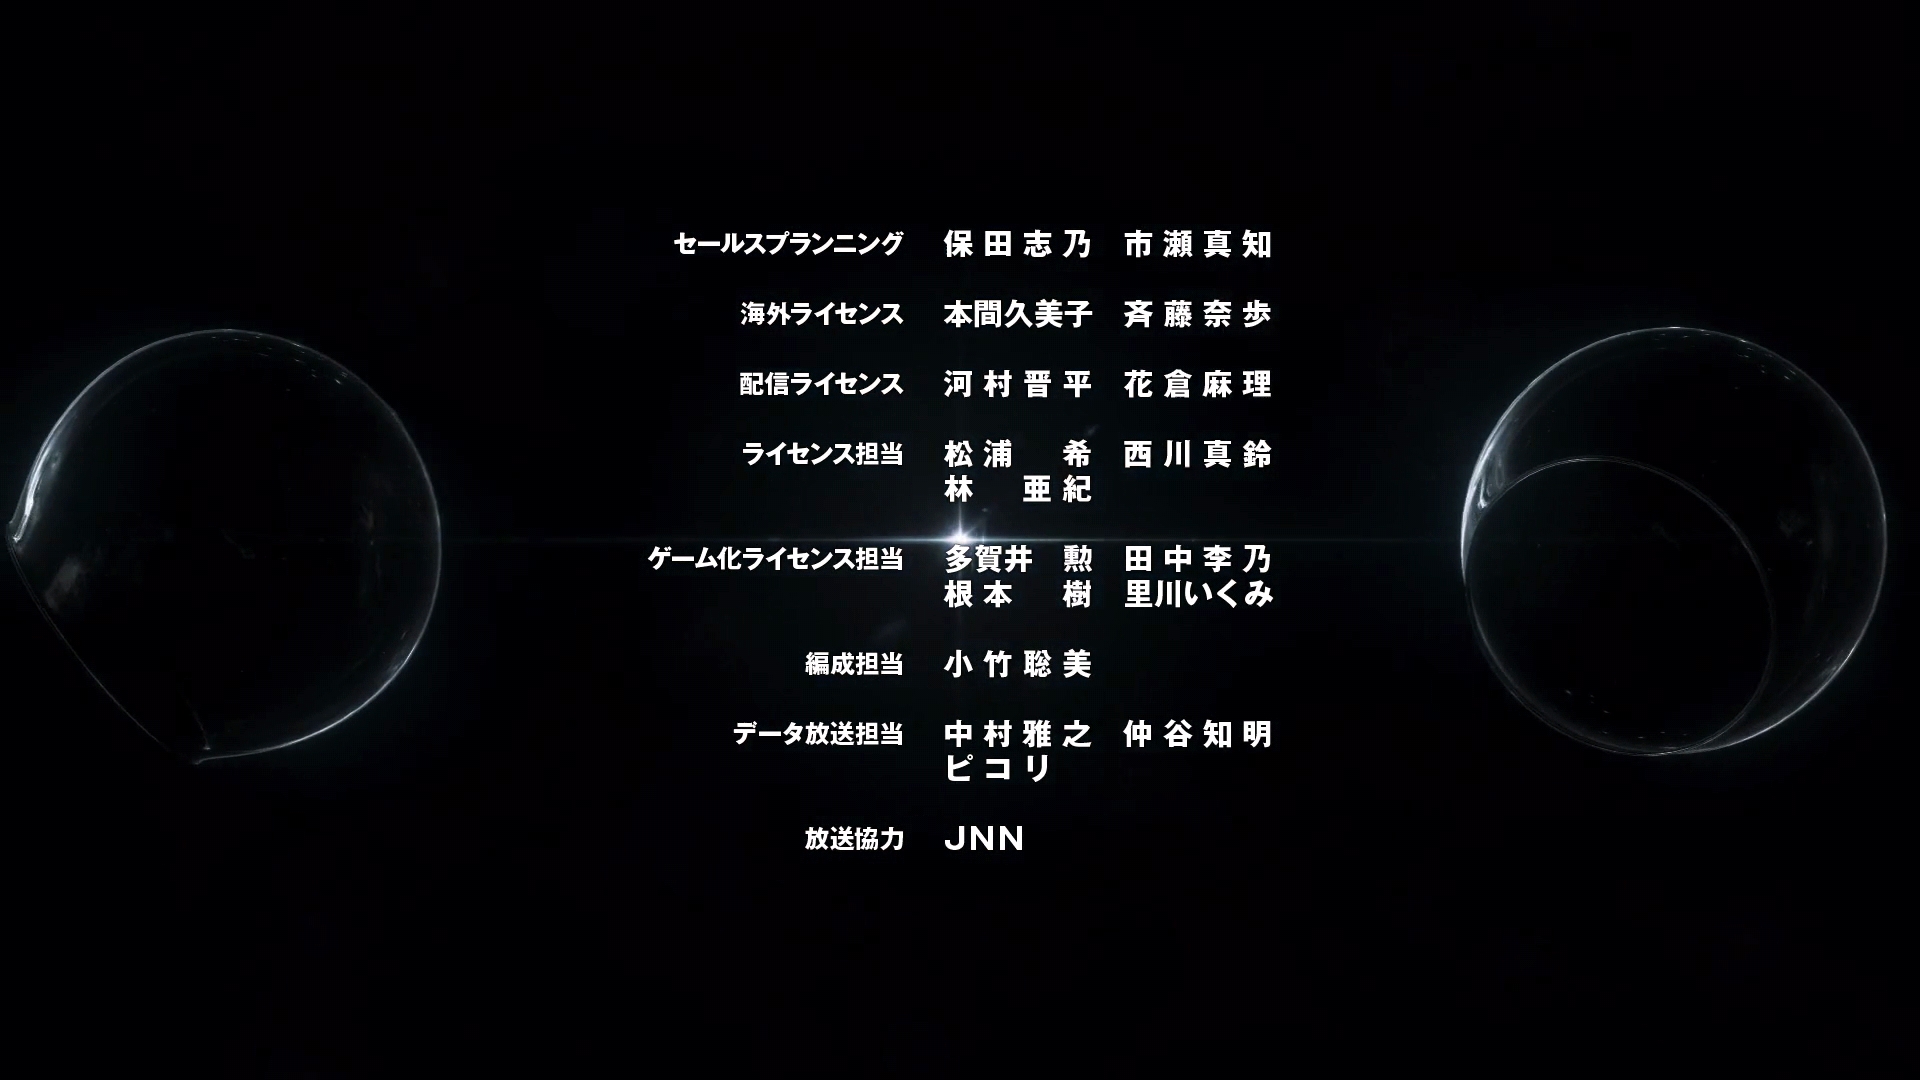 セールスプランニング 保田志乃 市瀬真知
海外ライセンス 本間久美子 斉藤奈歩
配信ライセンス 河村晋平 花倉麻理
ライセンス担当 松浦 希 西川真鈴
林 亜紀
ゲーム化ライセンス担当 多賀井 勲 田中李乃
根本 樹 里川いくみ
編成担当 小竹聡美
データ放送担当 中村雅之 仲谷知明
ピコリ
放送協力 JNN